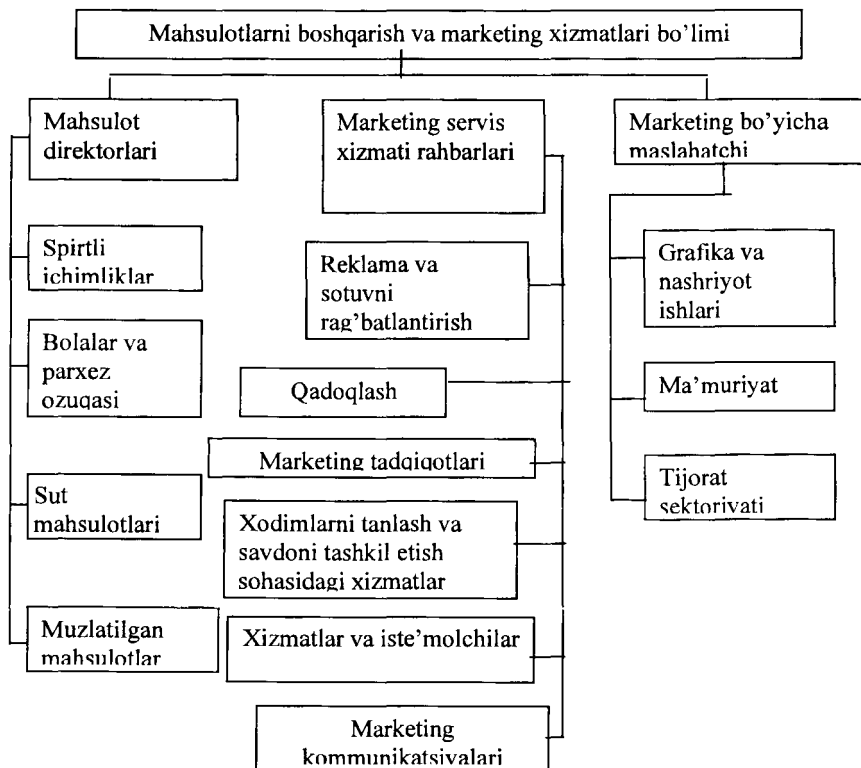 Mahsulotlarni boshqarish va marketing xizmatlari bo'limi
Mahsulot
direktorlari
Spirtli
ichimliklar
Bolalar va
parxez
ozuqasi
Sut
mahsulotlari
Muzlatilgan
mahsulotlar
Marketing servis
xizmati rahbarlari
Reklama va
sotuvni
rag'batlantirish
Qadoqlash
Marketing tadqiqotlari
Xodimlarni tanlash va
savdoni tashkil etish
sohasidagi xizmatlar
Xizmatlar va iste'molchilar
Marketing
kommunikatsiyalari
Marketing bo'yicha
maslahatchi
Grafika va
nashriyot
ishlari
Ma'muriyat
Tijorat
sektoriyati